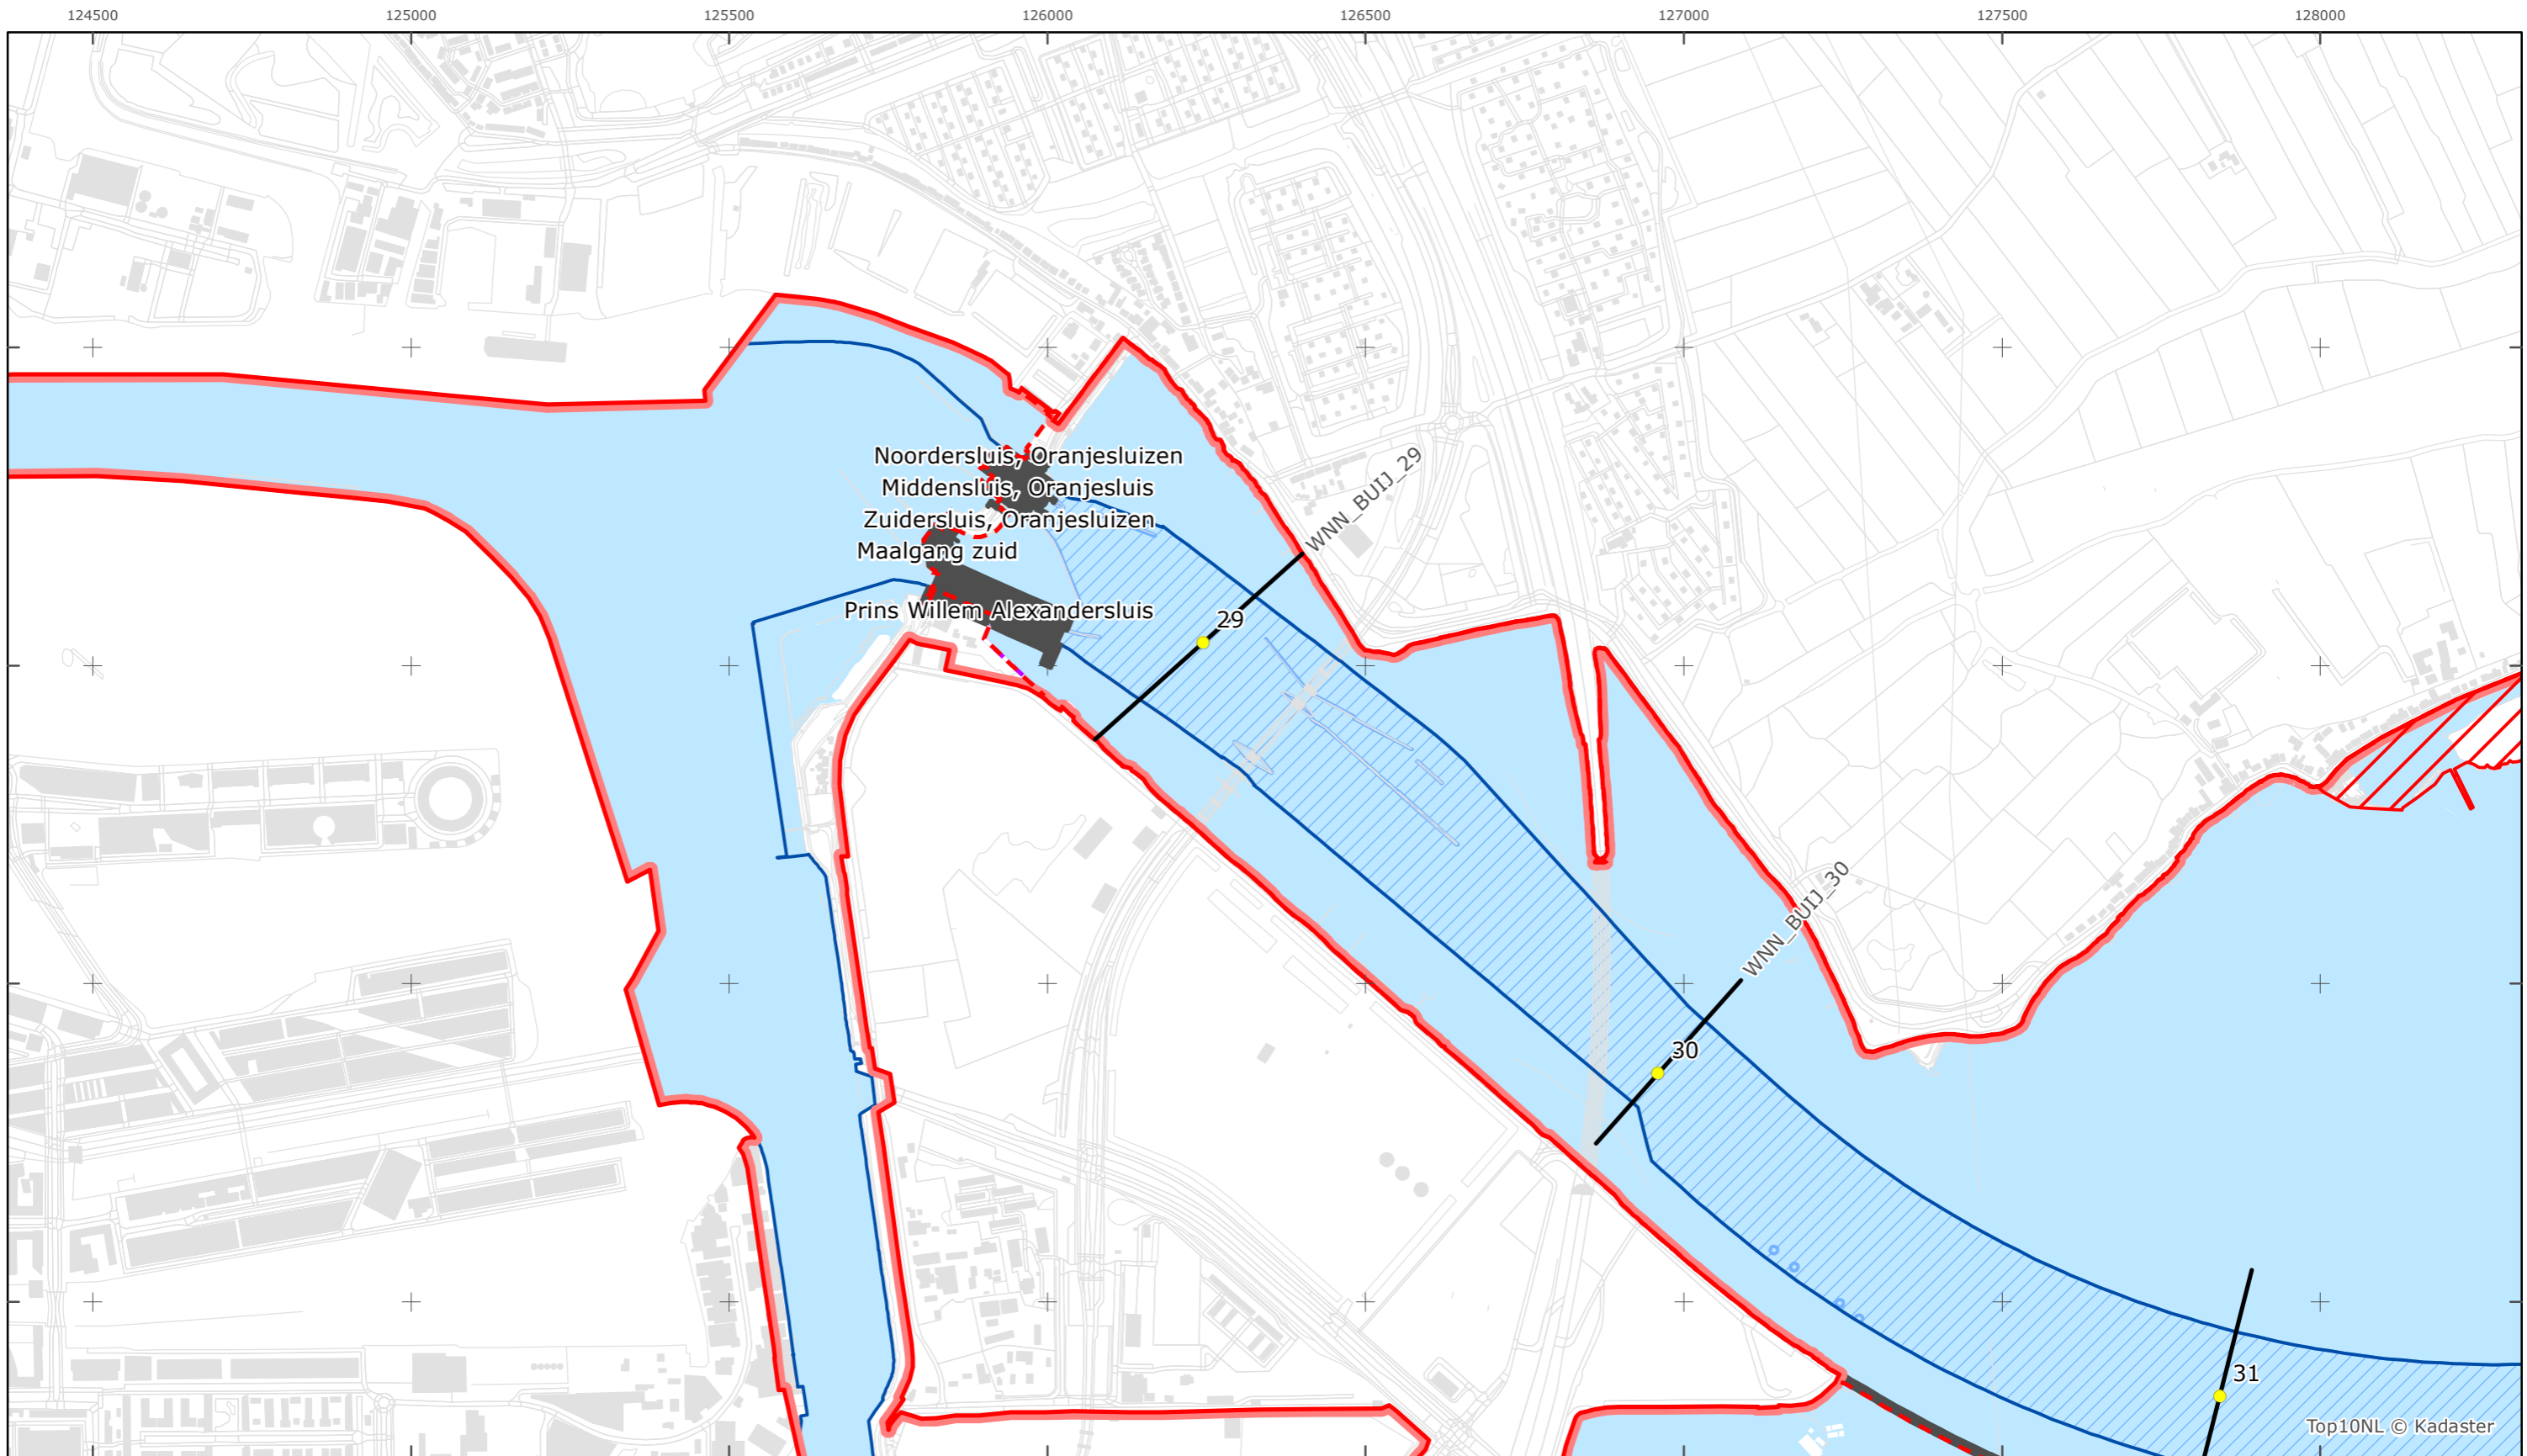 124500 125000 125500 126000 126500 127000 127500 128000
Noordersluis, Oranjesluizen
Middensluis, Oranjesluis
Zuidersluis, Oranjesluizen
Maalgang zuid
Prins Willem Alexandersluis
WNN_BUIJ_29
29
WNN_BUIJ_30
30
31
Top10NL © Kadaster